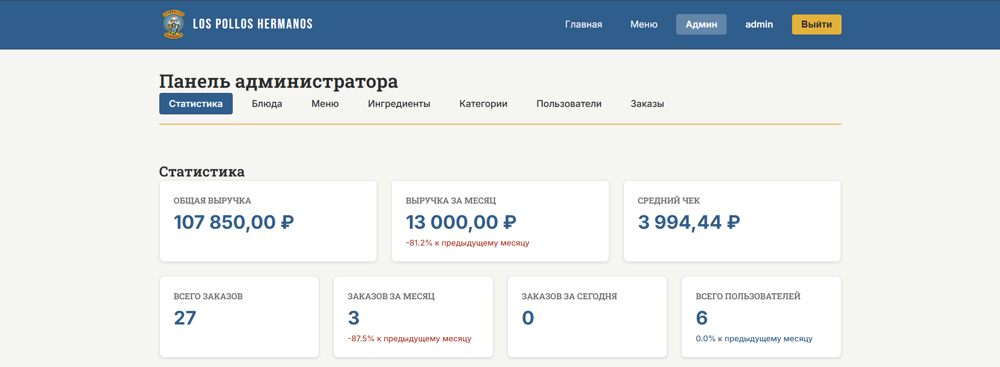 LOS POLLOS
HERMANOS
LOS POLLOS HERMANOS
Главная Меню Админ admin Выйти
Панель администратора
Статистика Блюда Меню Ингредиенты Категории Пользователи Заказы
Статистика
ОБЩАЯ ВЫРУЧКА
107 850,00 ₽
ВЫРУЧКА ЗА МЕСЯЦ
13 000,00 ₽
-81.2% к предыдущему месяцу
СРЕДНИЙ ЧЕК
3 994,44 ₽
ВСЕГО ЗАКАЗОВ
27
ЗАКАЗОВ ЗА МЕСЯЦ
3
-87.5% к предыдущему месяцу
ЗАКАЗОВ ЗА СЕГОДНЯ
0
ВСЕГО ПОЛЬЗОВАТЕЛЕЙ
6
0.0% к предыдущему месяцу